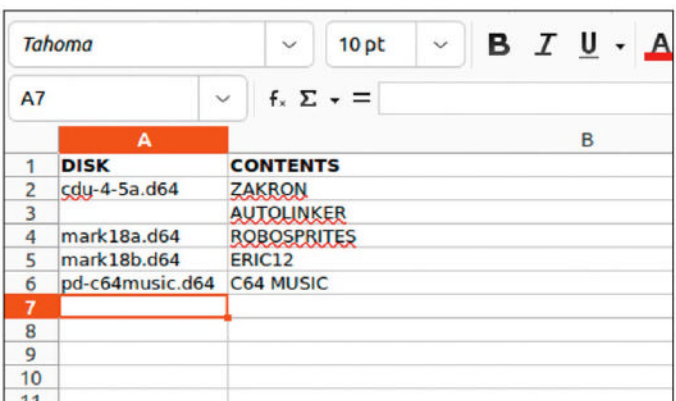 Tahoma 10 pt B I U A
A7 fx Σ =
A B
1 DISK CONTENTS
2 cdu-4-5a.d64 ZAKRON
3 AUTOLINKER
4 mark18a.d64 ROBOSPRITES
5 mark18b.d64 ERIC12
6 pd-c64music.d64 C64 MUSIC
7
8
9
10
11